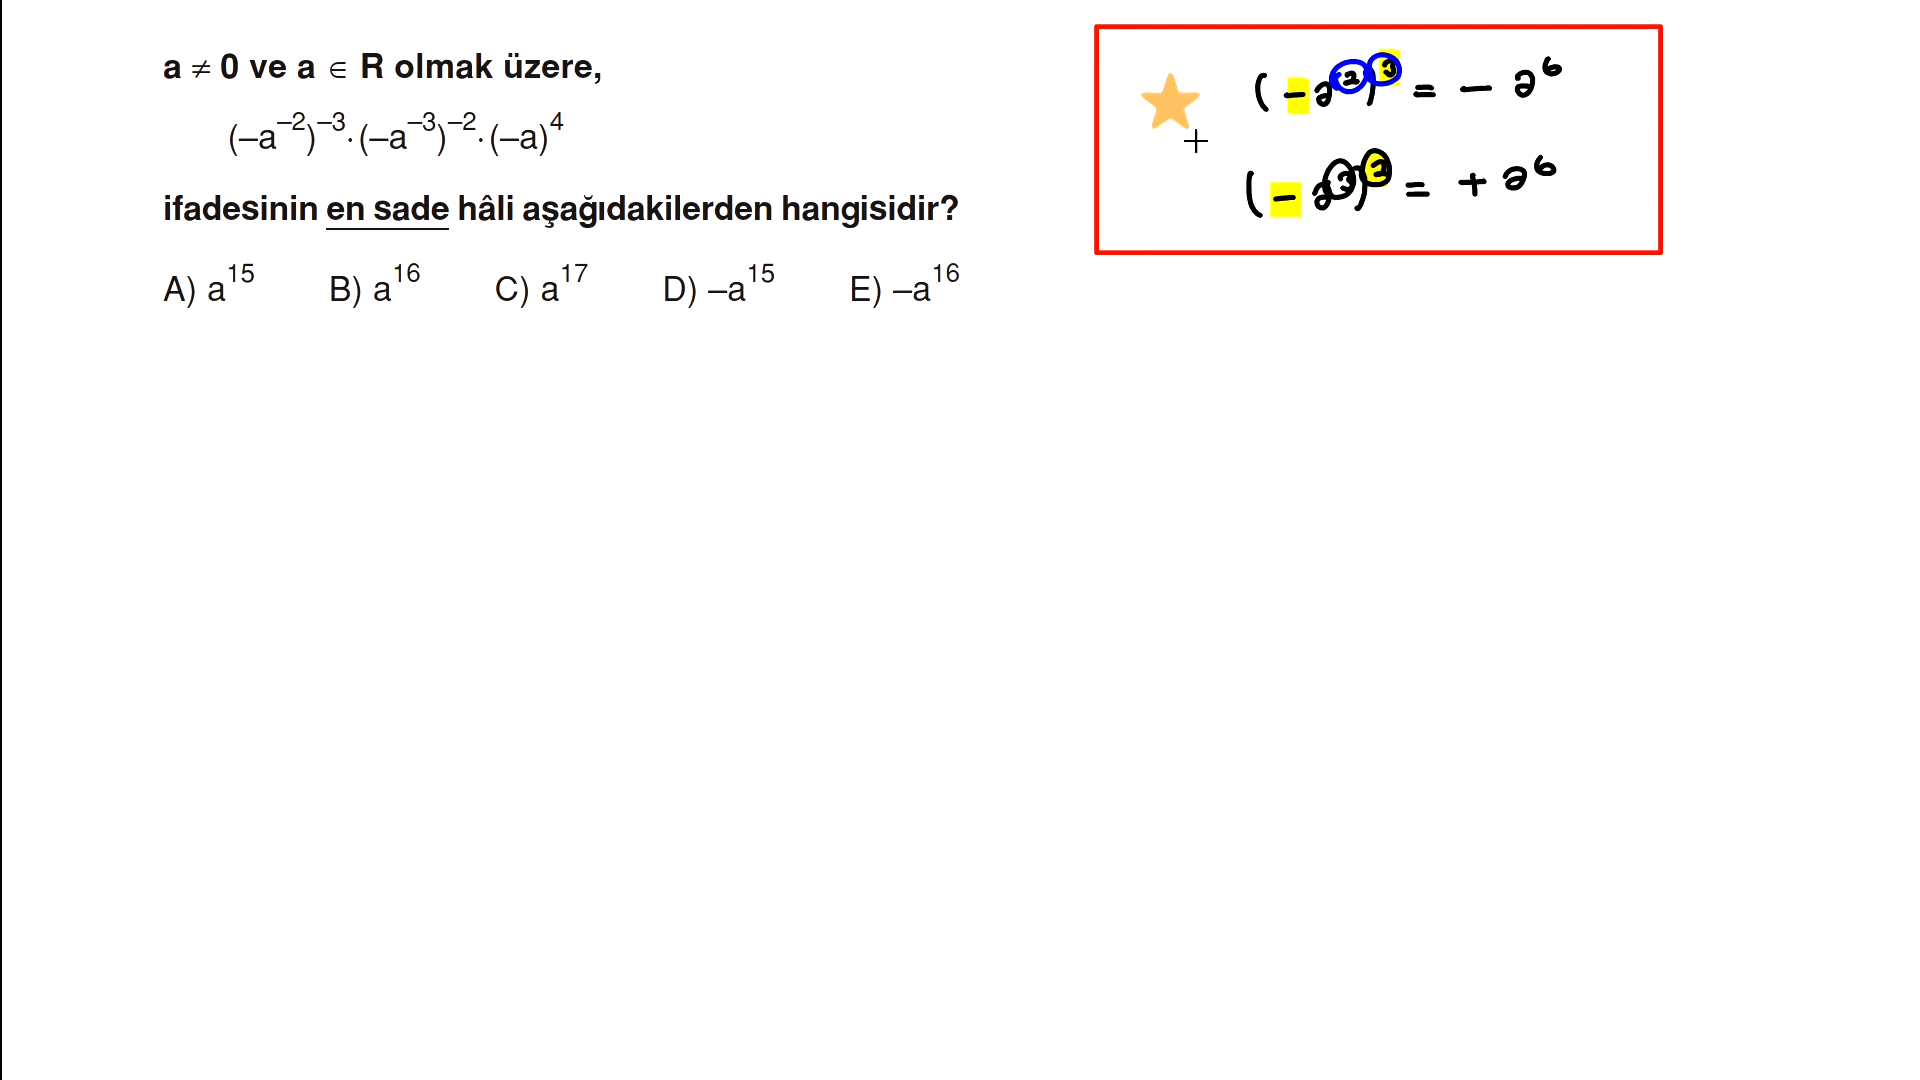 a ≠ 0 ve a ∈ R olmak üzere,
(–a⁻²)⁻³·(–a⁻³)⁻²·(–a)⁴
ifadesinin en sade hâli aşağıdakilerden hangisidir?
A) a¹⁵ B) a¹⁶ C) a¹⁷ D) –a¹⁵ E) –a¹⁶
(-a²)³ = - a⁶
(-a³)² = + a⁶